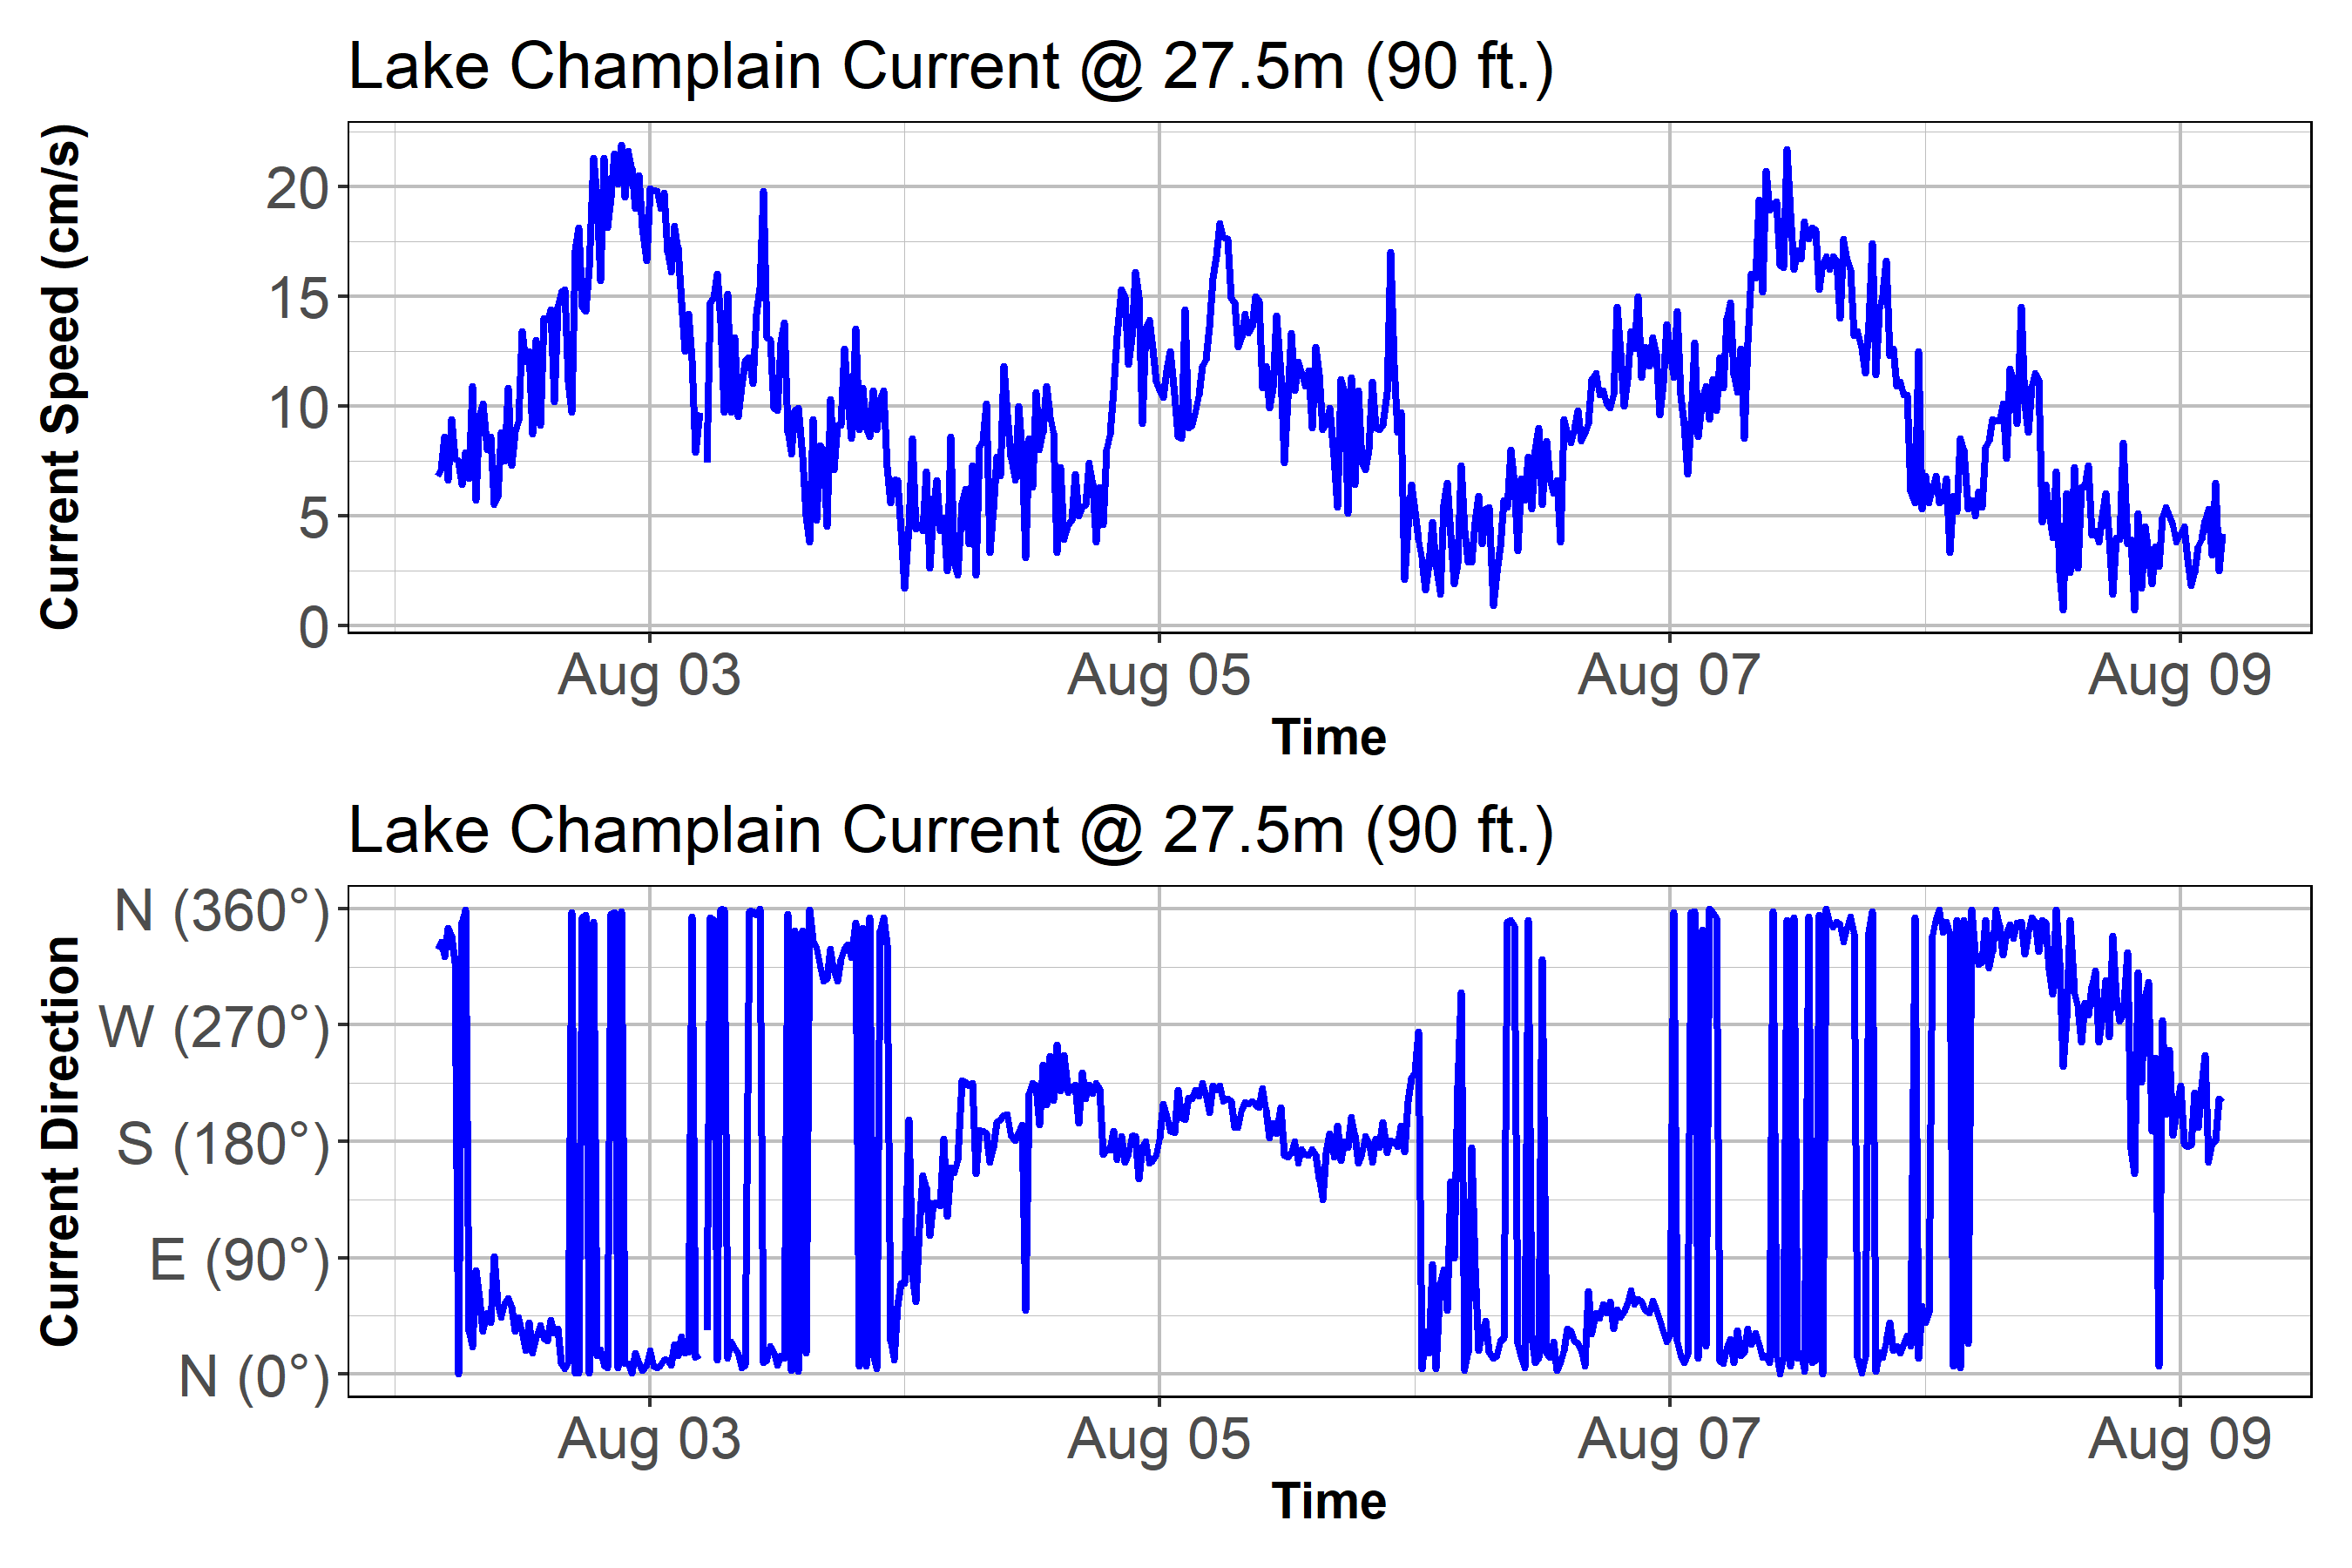 Lake Champlain Current @ 27.5m (90 ft.)
Current Speed (cm/s)
20
15
10
5
0
Aug 03 Aug 05 Aug 07 Aug 09
Time
Lake Champlain Current @ 27.5m (90 ft.)
Current Direction
N (360°)
W (270°)
S (180°)
E (90°)
N (0°)
Aug 03 Aug 05 Aug 07 Aug 09
Time